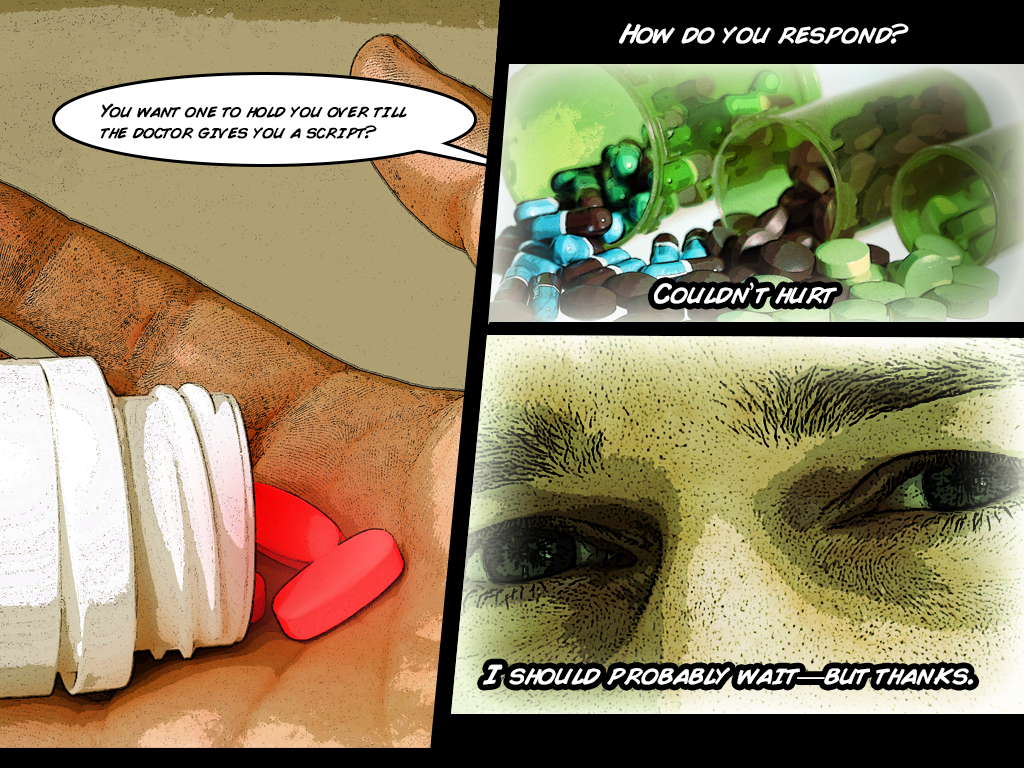 You want one to hold you over till
the doctor gives you a script?
How do you respond?
Couldn't hurt
I should probably wait—but thanks.